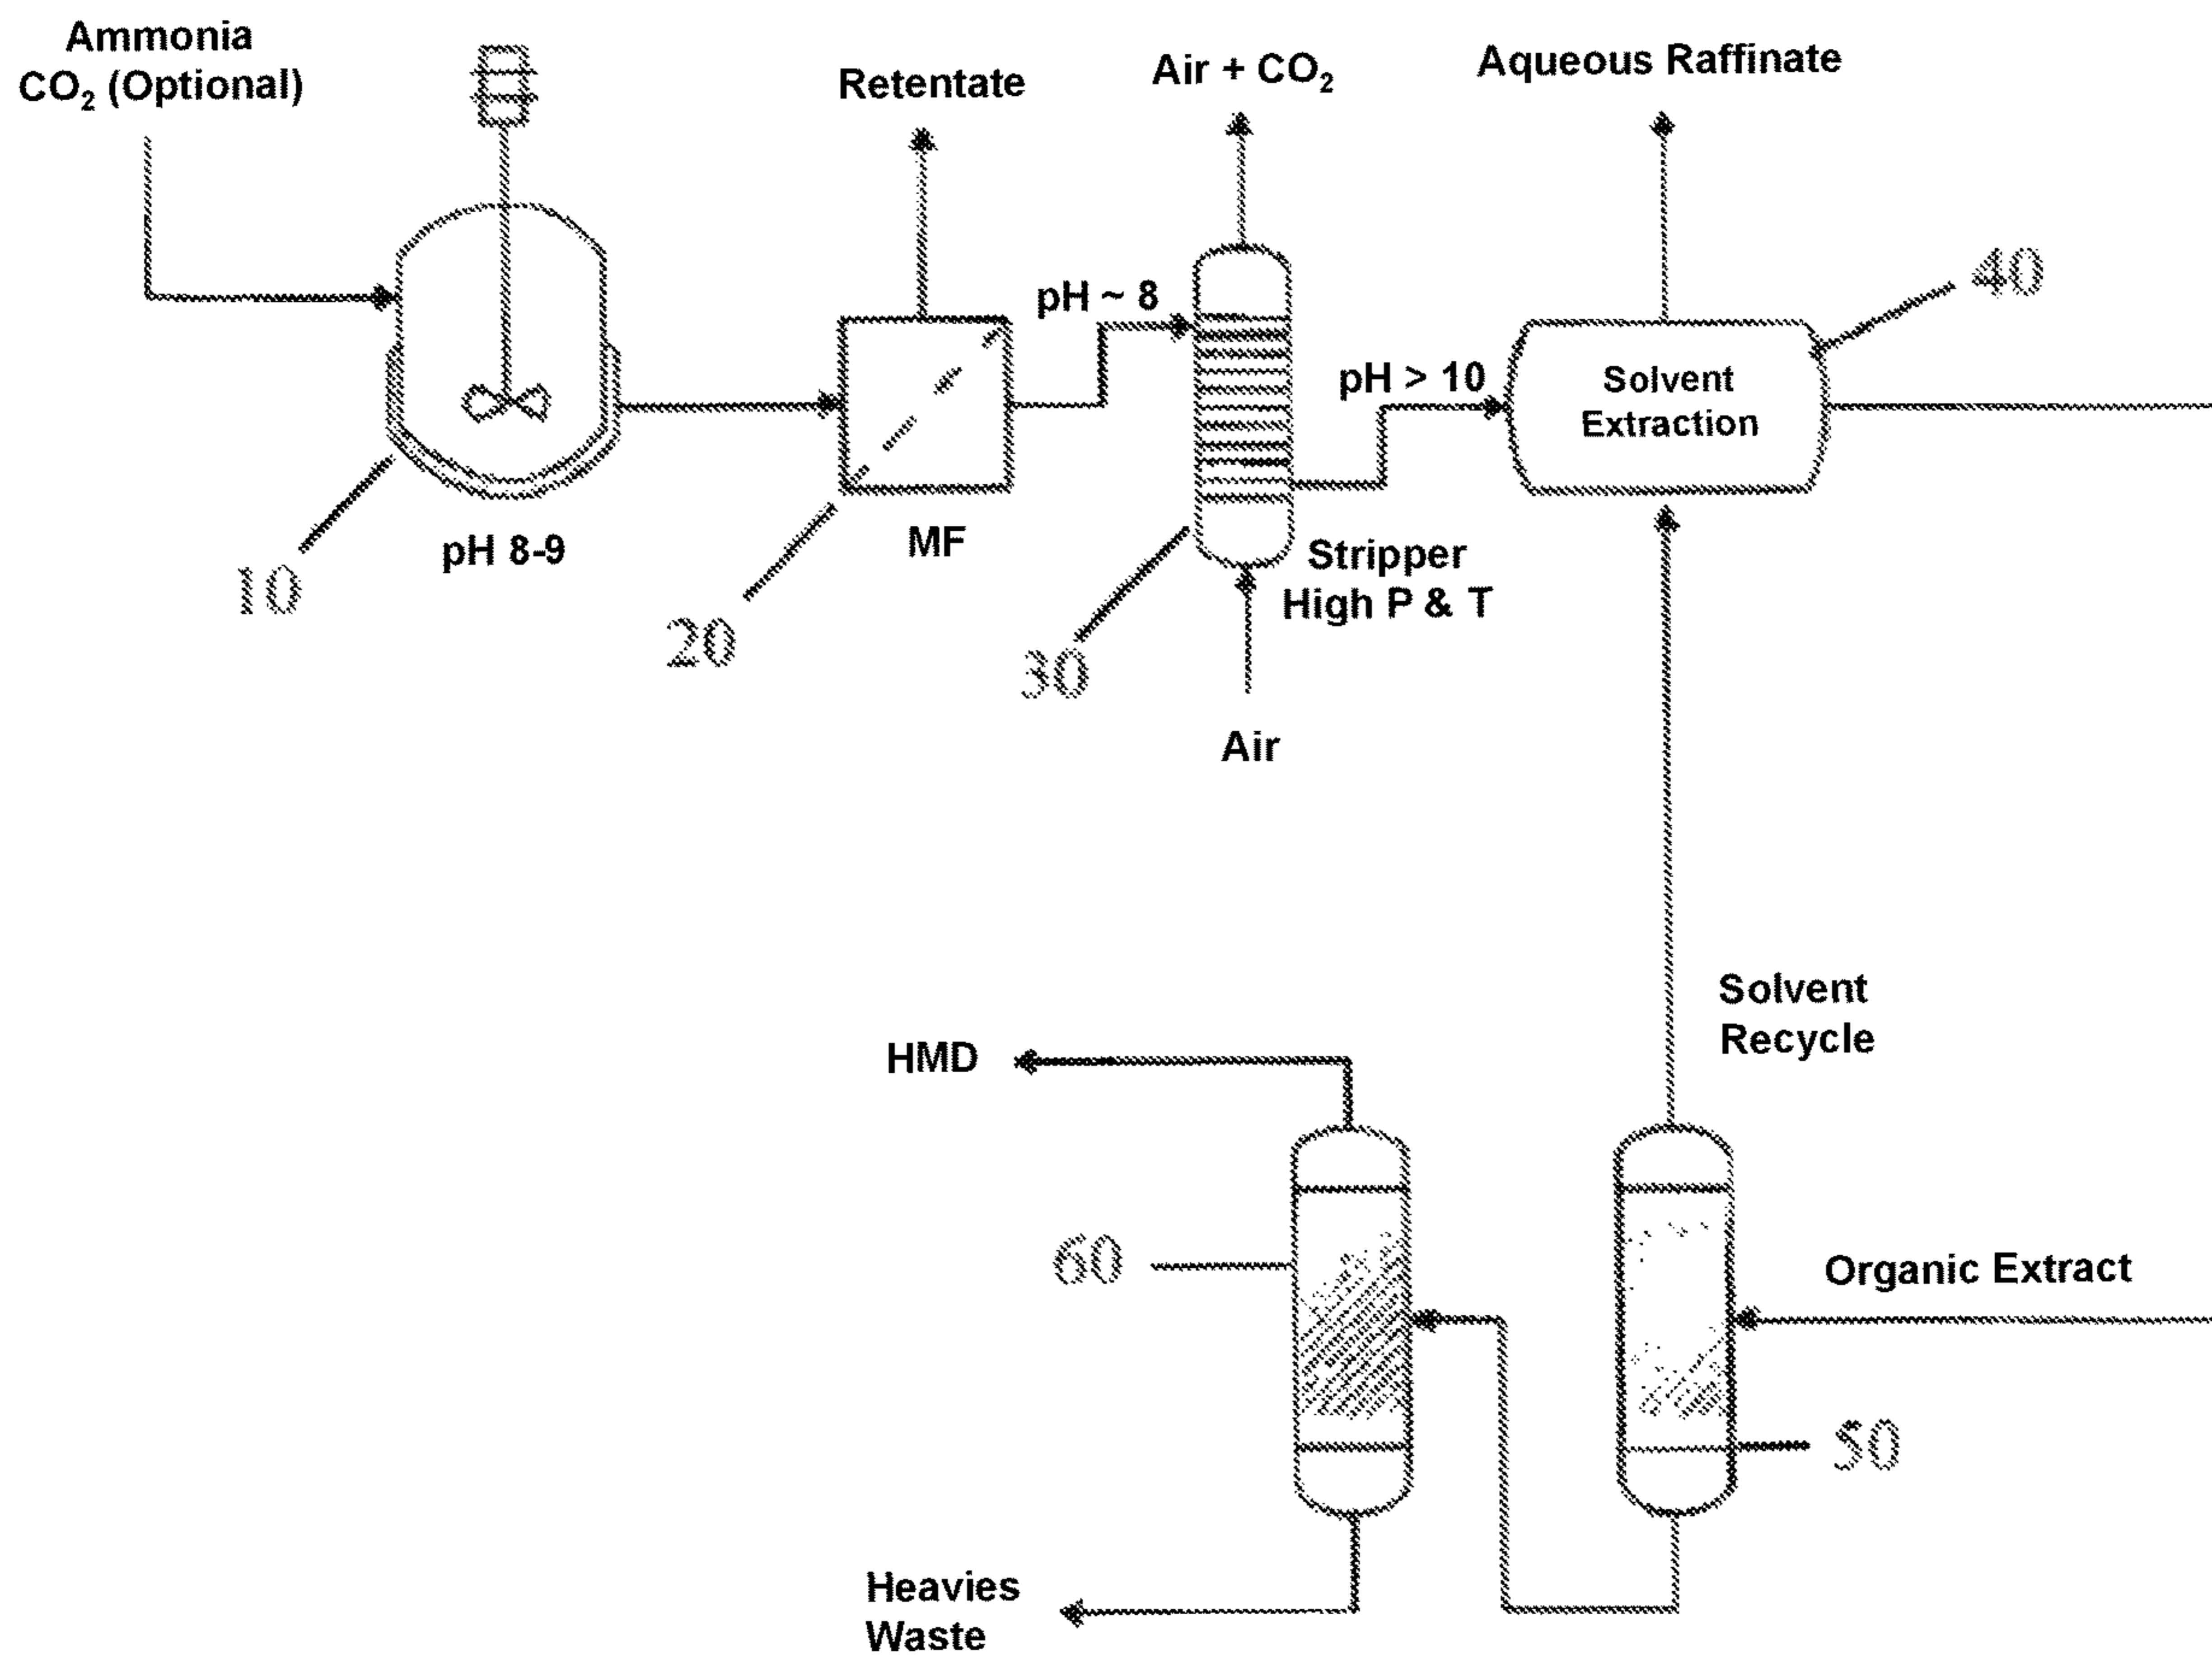 Ammonia
CO₂ (Optional)
Retentate
Air + CO₂
Aqueous Raffinate
pH ~ 8
40
pH > 10
Solvent
Extraction
pH 8-9
MF
Stripper
High P & T
10
20
30
Air
Solvent
Recycle
HMD
60
Organic Extract
50
Heavies
Waste